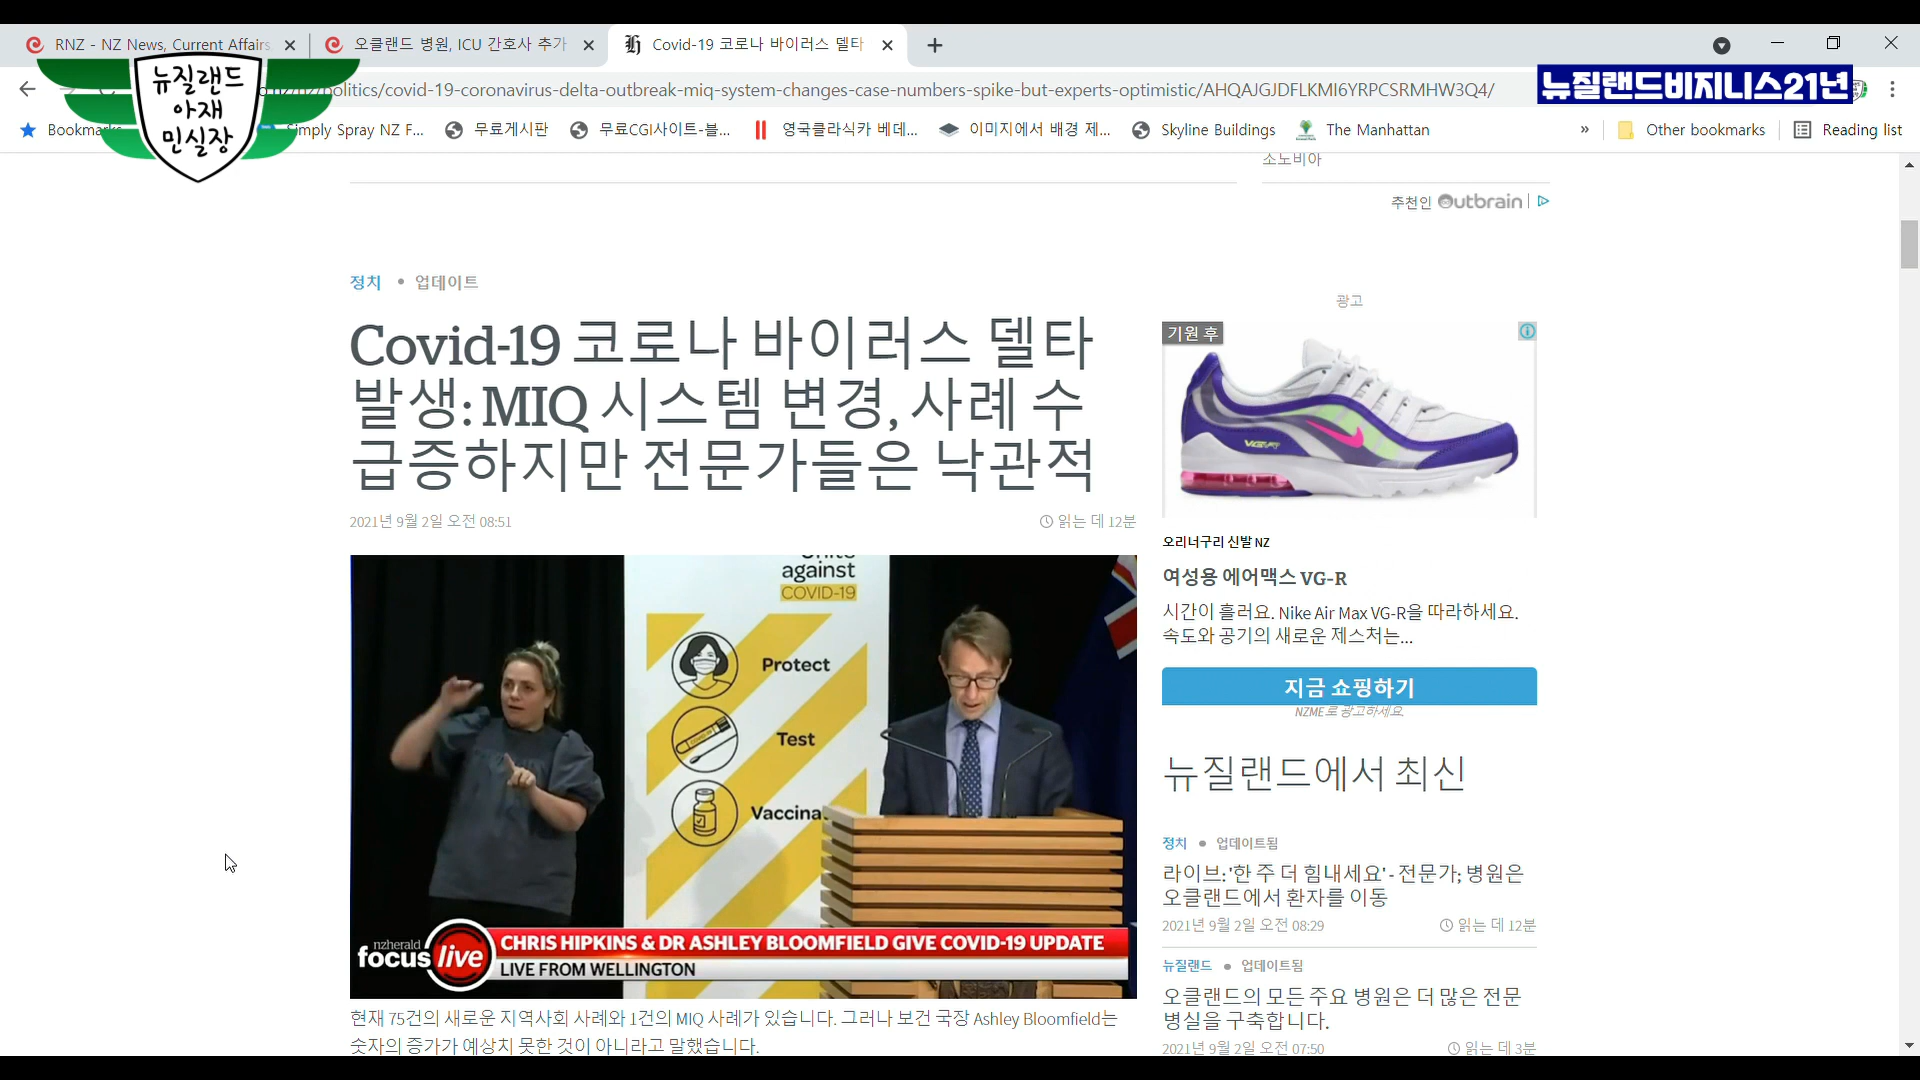 RNZ - NZ News, Current Affairs
오클랜드 병원, ICU 간호사 추가
Covid-19 코로나 바이러스 델타
뉴질랜드
아재
민실장
politics/covid-19-coronavirus-delta-outbreak-miq-system-changes-case-numbers-spike-but-experts-optimistic/AHQAJGJDFLKMI6YRPCSRMHW3Q4/
뉴질랜드비지니스21년
Bookmarks
Simply Spray NZ F...
무료게시판
무료CGI사이트-블...
영국클라식카 베데...
이미지에서 배경 제...
Skyline Buildings
The Manhattan
»
Other bookmarks
Reading list
소노비아
추천인 Outbrain
정치 • 업데이트
Covid-19 코로나 바이러스 델타
발생: MIQ 시스템 변경, 사례 수
급증하지만 전문가들은 낙관적
2021년 9월 2일 오전 08:51
읽는 데 12분
against
COVID-19
Protect
Test
Vaccina
nzherald
focus live
CHRIS HIPKINS & DR ASHLEY BLOOMFIELD GIVE COVID-19 UPDATE
LIVE FROM WELLINGTON
현재 75건의 새로운 지역사회 사례와 1건의 MIQ 사례가 있습니다. 그러나 보건 국장 Ashley Bloomfield는
숫자의 증가가 예상치 못한 것이 아니라고 말했습니다.
광고
기원 후
오리너구리 신발 NZ
여성용 에어맥스 VG-R
시간이 흘러요. Nike Air Max VG-R을 따라하세요.
속도와 공기의 새로운 제스처는...
지금 쇼핑하기
NZME로 광고하세요.
뉴질랜드에서 최신
정치 • 업데이트됨
라이브: '한 주 더 힘내세요' - 전문가; 병원은
오클랜드에서 환자를 이동
2021년 9월 2일 오전 08:29
읽는 데 12분
뉴질랜드 • 업데이트됨
오클랜드의 모든 주요 병원은 더 많은 전문
병실을 구축합니다.
2021년 9월 2일 오전 07:50
읽는 데 3분